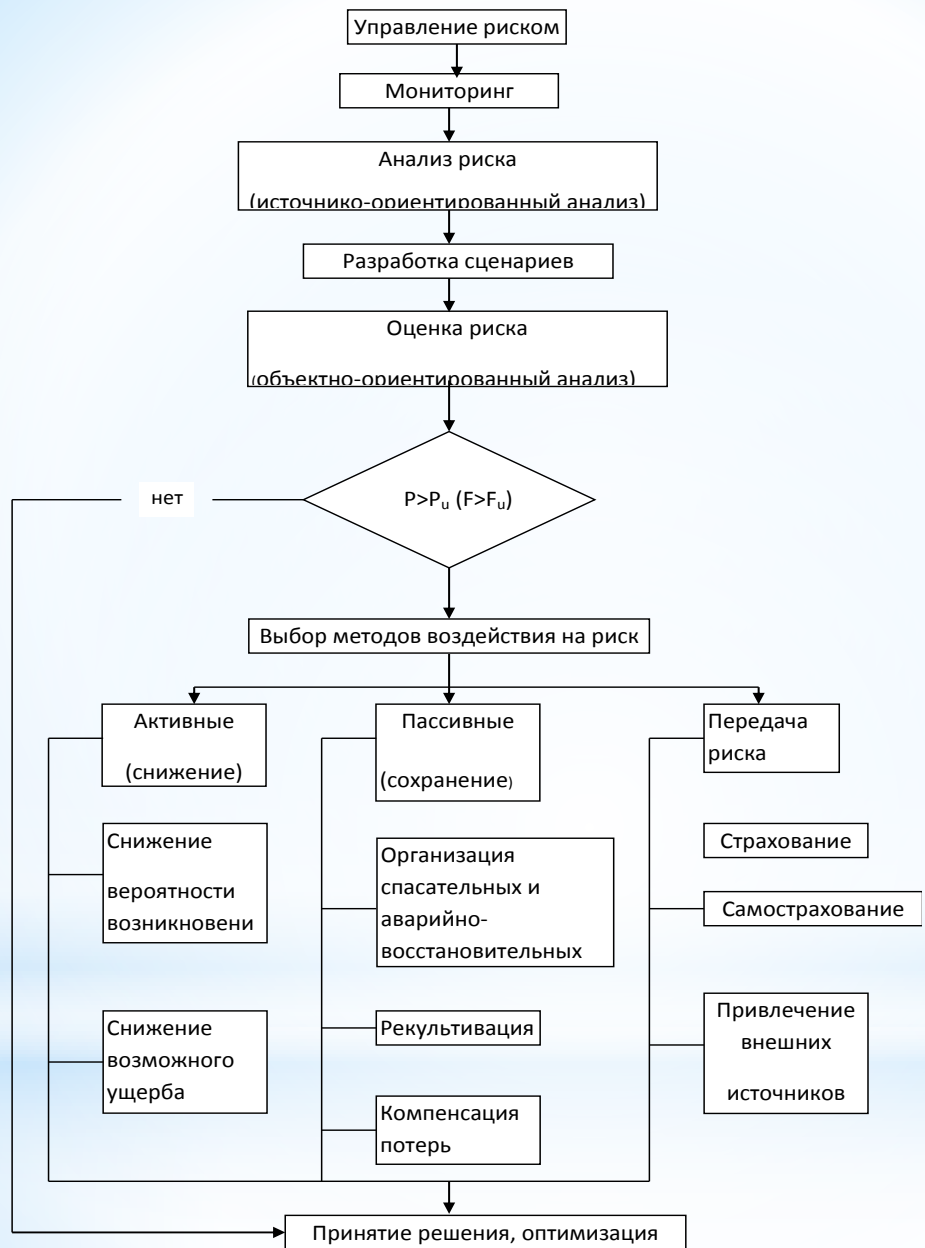 Управление риском
Мониторинг
Анализ риска
(источнико-ориентированный анализ)
Разработка сценариев
Оценка риска
(объектно-ориентированный анализ)
P>Pu (F>Fu)
нет
Выбор методов воздействия на риск
Активные
(снижение)
Снижение
вероятности
возникновени
Снижение
возможного
ущерба
Пассивные
(сохранение)
Организация
спасательных и
аварийно-
восстановительных
Рекультивация
Компенсация
потерь
Передача
риска
Страхование
Самострахование
Привлечение
внешних
источников
Принятие решения, оптимизация